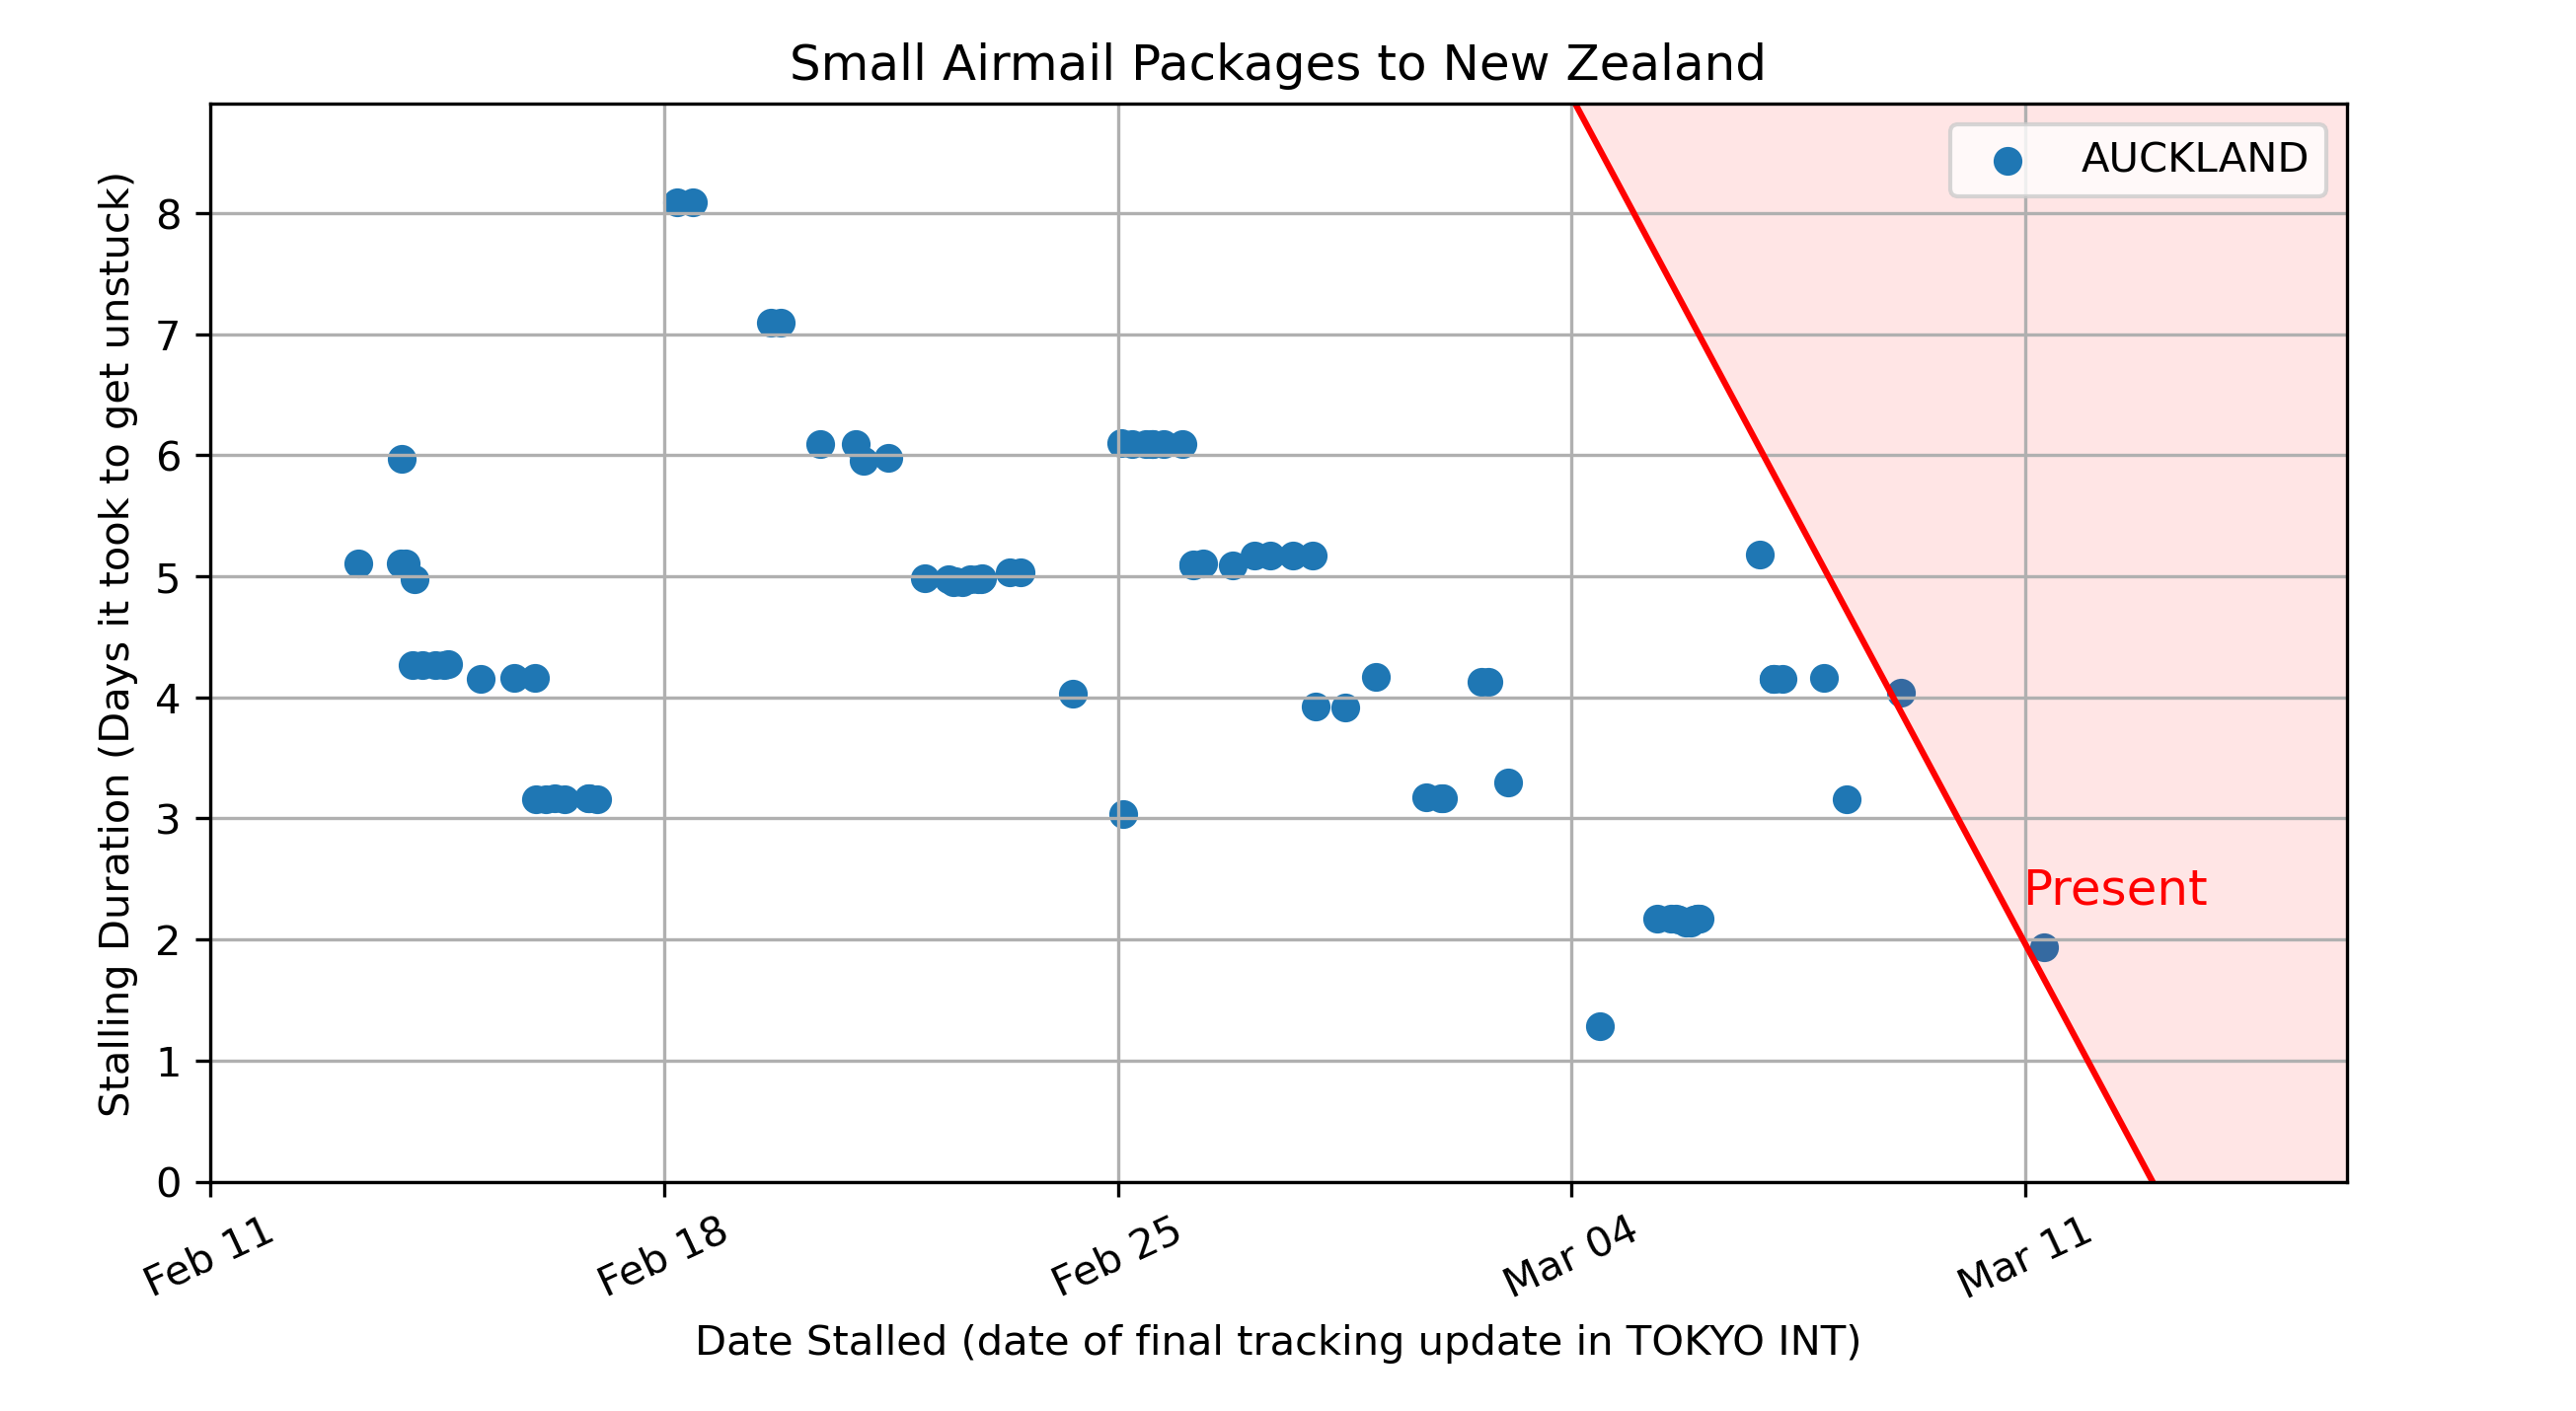 Small Airmail Packages to New Zealand
AUCKLAND
Stalling Duration (Days it took to get unstuck)
8
7
6
5
4
3
2
1
0
Present
Feb 11
Feb 18
Feb 25
Mar 04
Mar 11
Date Stalled (date of final tracking update in TOKYO INT)